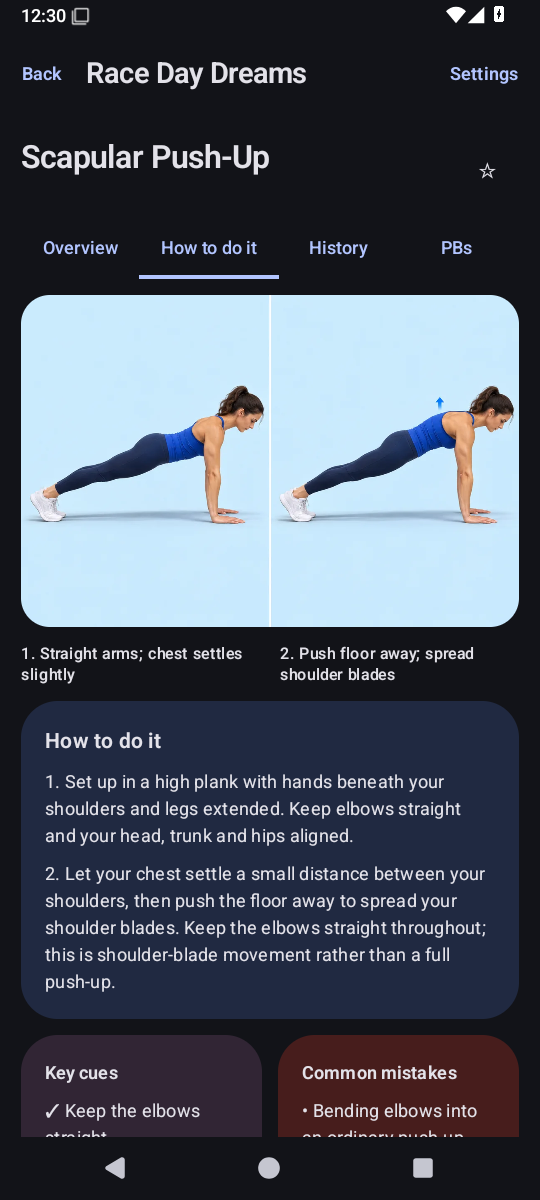 12:30
Back Race Day Dreams Settings
Scapular Push-Up
Overview How to do it History PBs
1. Straight arms; chest settles
slightly
2. Push floor away; spread
shoulder blades
How to do it
1. Set up in a high plank with hands beneath your
shoulders and legs extended. Keep elbows straight
and your head, trunk and hips aligned.
2. Let your chest settle a small distance between your
shoulders, then push the floor away to spread your
shoulder blades. Keep the elbows straight throughout;
this is shoulder-blade movement rather than a full
push-up.
Key cues
✓ Keep the elbows
straight
Common mistakes
• Bending elbows into
an ordinary push-up